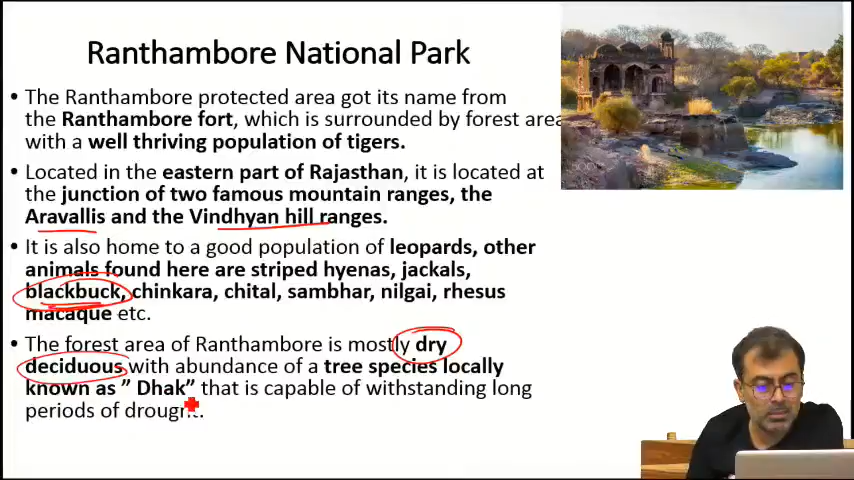 Ranthambore National Park
• The Ranthambore protected area got its name from
the Ranthambore fort, which is surrounded by forest area
with a well thriving population of tigers.
• Located in the eastern part of Rajasthan, it is located at
the junction of two famous mountain ranges, the
Aravallis and the Vindhyan hill ranges.
• It is also home to a good population of leopards, other
animals found here are striped hyenas, jackals,
blackbuck, chinkara, chital, sambhar, nilgai, rhesus
macaque etc.
• The forest area of Ranthambore is mostly dry
deciduous with abundance of a tree species locally
known as ” Dhak” that is capable of withstanding long
periods of drought.